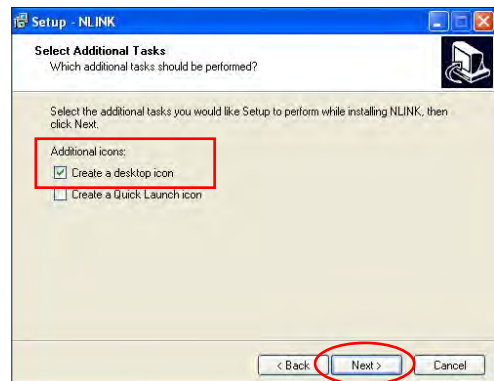 Setup - NLINK
Select Additional Tasks
Which additional tasks should be performed?
Select the additional tasks you would like Setup to perform while installing NLINK, then
click Next.
Additional icons:
Create a desktop icon
Create a Quick Launch icon
< Back
Next >
Cancel